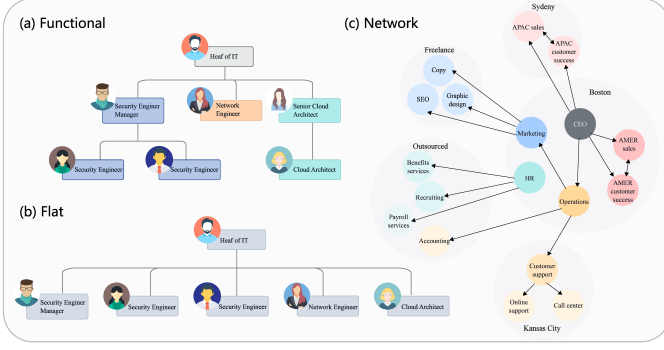 (a) Functional
Heaf of IT
Security Enginer
Manager
Network
Engineer
Senior Cloud
Architect
Security Engineer
Security Engineer
Cloud Architect
(b) Flat
Heaf of IT
Security Enginer
Manager
Security Engineer
Security Engineer
Network Engineer
Cloud Architect
(c) Network
Sydeny
APAC sales
APAC
customer
success
Freelance
Copy
SEO
Graphic
design
Marketing
Boston
CEO
AMER
sales
AMER
customer
success
Outsourced
Benefits
services
HR
Recruiting
Payroll
services
Accounting
Operations
Customer
support
Online
support
Call center
Kansas City